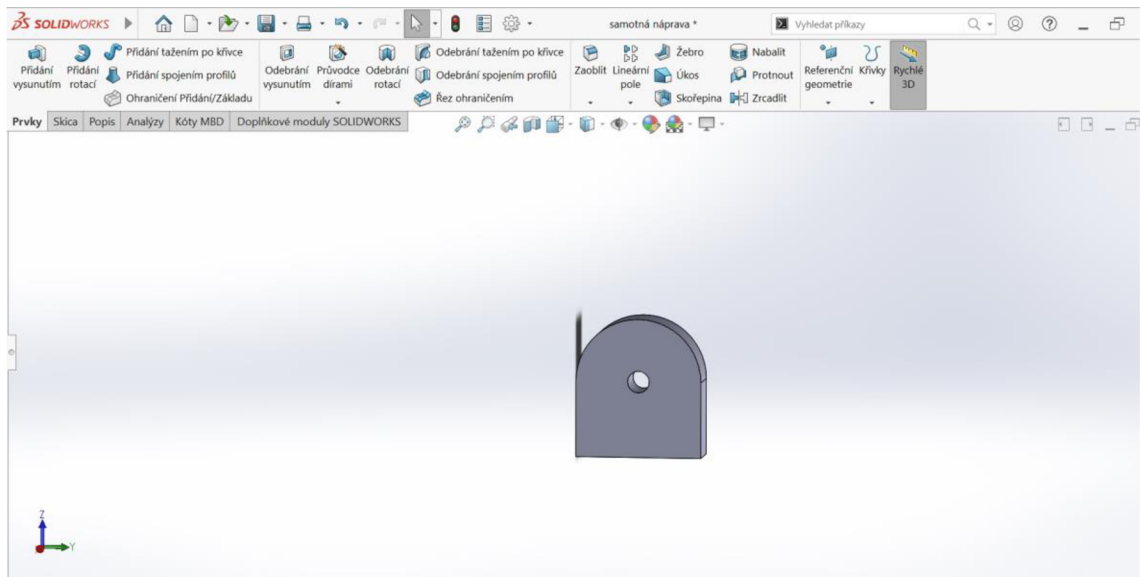 SOLIDWORKS
samotná náprava *
Vyhledat příkazy
Přidání vysunutím
Přidání rotací
Přidání tažením po křivce
Přidání spojením profilů
Ohraničení Přidání/Základu
Odebrání vysunutím
Průvodce dírami
Odebrání rotací
Odebrání tažením po křivce
Odebrání spojením profilů
Řez ohraničením
Zaoblit
Lineární pole
Žebro
Úkos
Skořepina
Nabalit
Protnout
Zrcadlit
Referenční geometrie
Křivky
Rychlé 3D
Prvky Skica Popis Analýzy Kóty MBD Doplňkové moduly SOLIDWORKS
Z
Y